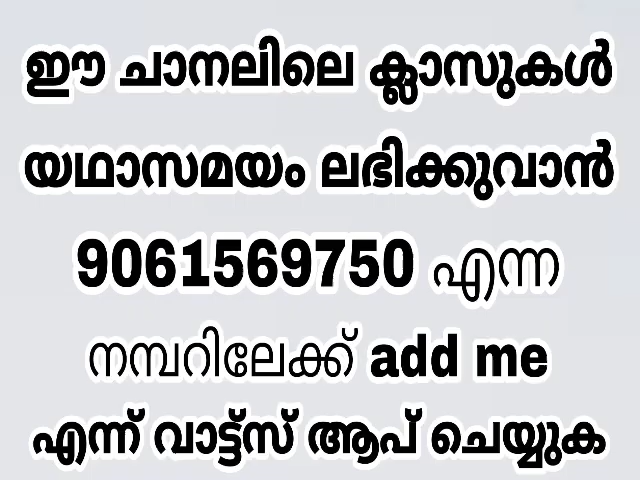 ഈ ചാനലിലെ ക്ലാസുകൾ
യഥാസമയം ലഭിക്കുവാൻ
9061569750 എന്ന
നമ്പറിലേക്ക് add me
എന്ന് വാട്ട്സ് ആപ് ചെയ്യുക